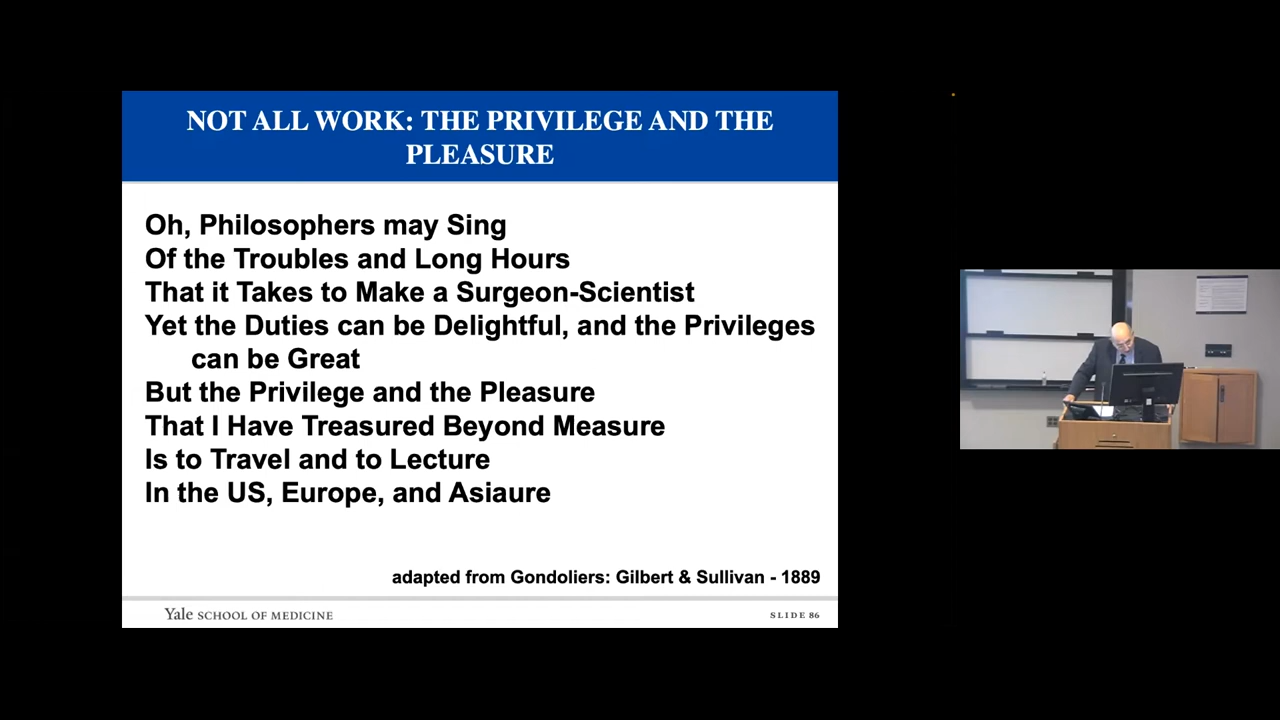 NOT ALL WORK: THE PRIVILEGE AND THE
PLEASURE
Oh, Philosophers may Sing
Of the Troubles and Long Hours
That it Takes to Make a Surgeon-Scientist
Yet the Duties can be Delightful, and the Privileges
can be Great
But the Privilege and the Pleasure
That I Have Treasured Beyond Measure
Is to Travel and to Lecture
In the US, Europe, and Asiaure
adapted from Gondoliers: Gilbert & Sullivan - 1889
Yale SCHOOL OF MEDICINE
SLIDE 86